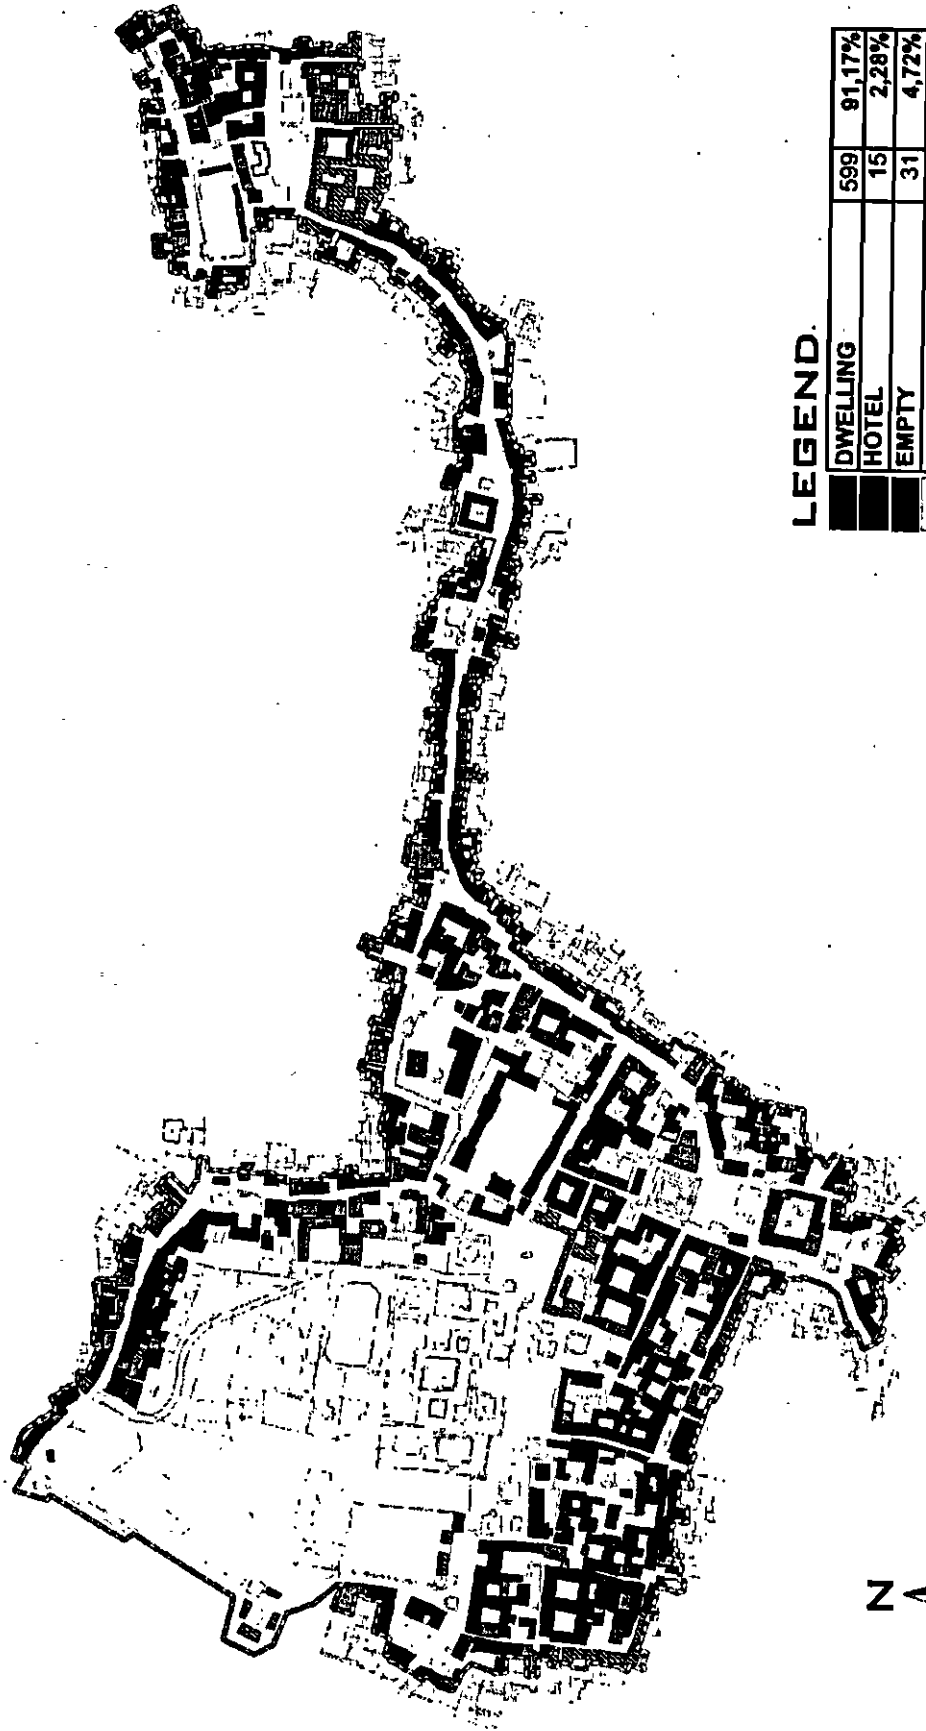 LEGEND.
DWELLING 599 91,17%
HOTEL 15 2,28%
EMPTY 31 4,72%
N